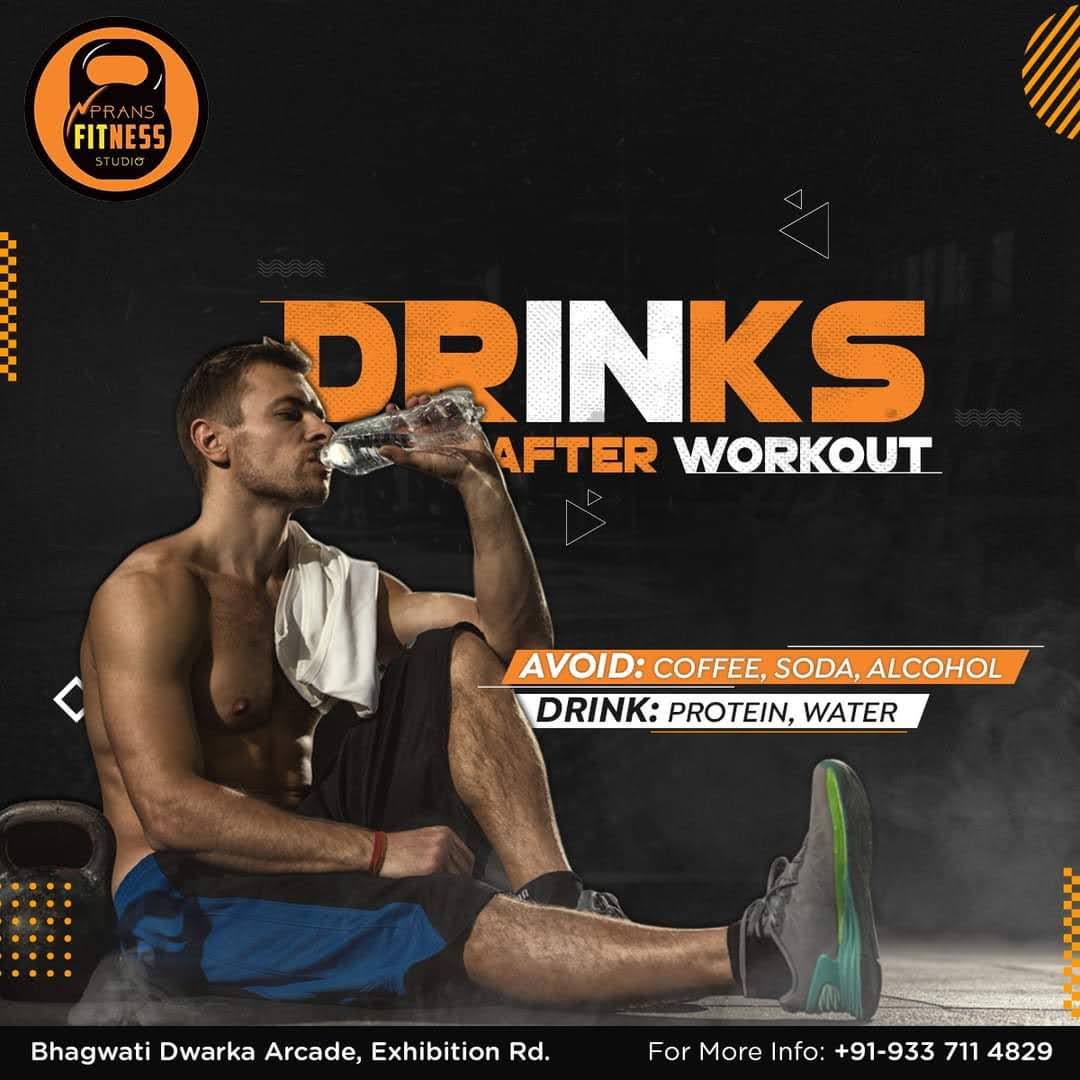 PRANS
FITNESS
STUDIO
DRINKS
AFTER WORKOUT
AVOID: COFFEE, SODA, ALCOHOL
DRINK: PROTEIN, WATER
Bhagwati Dwarka Arcade, Exhibition Rd.
For More Info: +91-933 711 4829